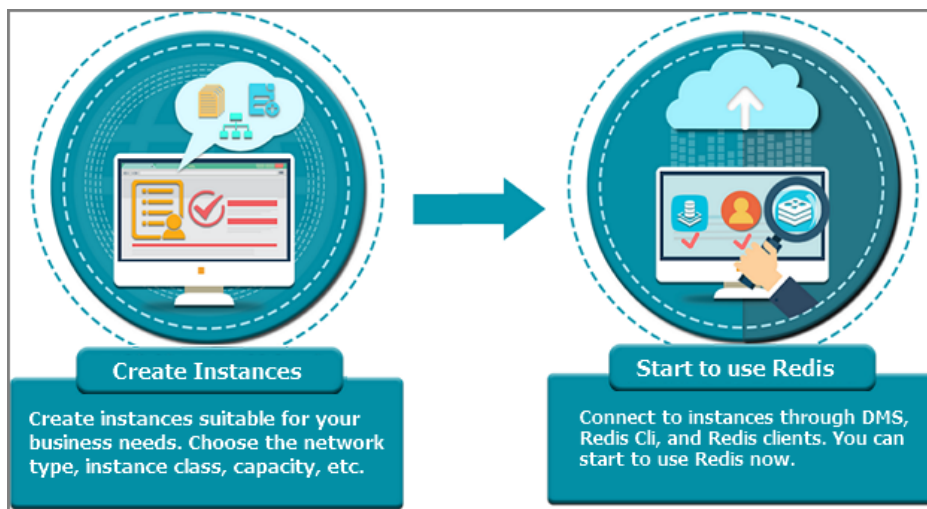 Create Instances
Create instances suitable for your
business needs. Choose the network
type, instance class, capacity, etc.
Start to use Redis
Connect to instances through DMS,
Redis Cli, and Redis clients. You can
start to use Redis now.